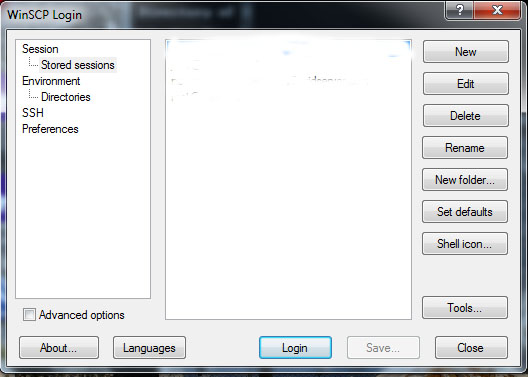 WinSCP Login
Session
Stored sessions
Environment
Directories
SSH
Preferences
New
Edit
Delete
Rename
New folder...
Set defaults
Shell icon...
Tools...
Advanced options
About...
Languages
Login
Save...
Close